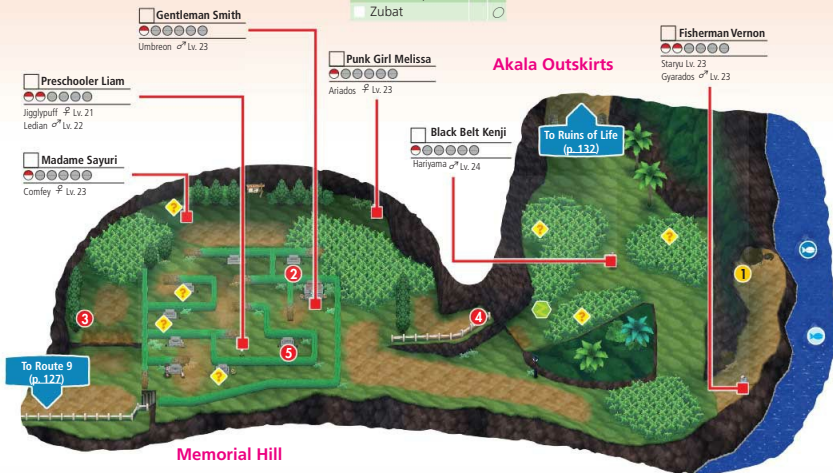 Zubat
Gentleman Smith
Umbreon ♂ Lv. 23
Fisherman Vernon
Staryu Lv. 23
Gyarados ♂ Lv. 23
Punk Girl Melissa
Ariados ♀ Lv. 23
Akala Outskirts
Preschooler Liam
Jigglypuff ♀ Lv. 21
Ledian ♂ Lv. 22
Black Belt Kenji
Hariyama ♂ Lv. 24
To Ruins of Life
(p. 132)
Madame Sayuri
Comfey ♀ Lv. 23
?
?
?
1
2
?
3
?
4
?
5
?
To Route 9
(p. 127)
Memorial Hill